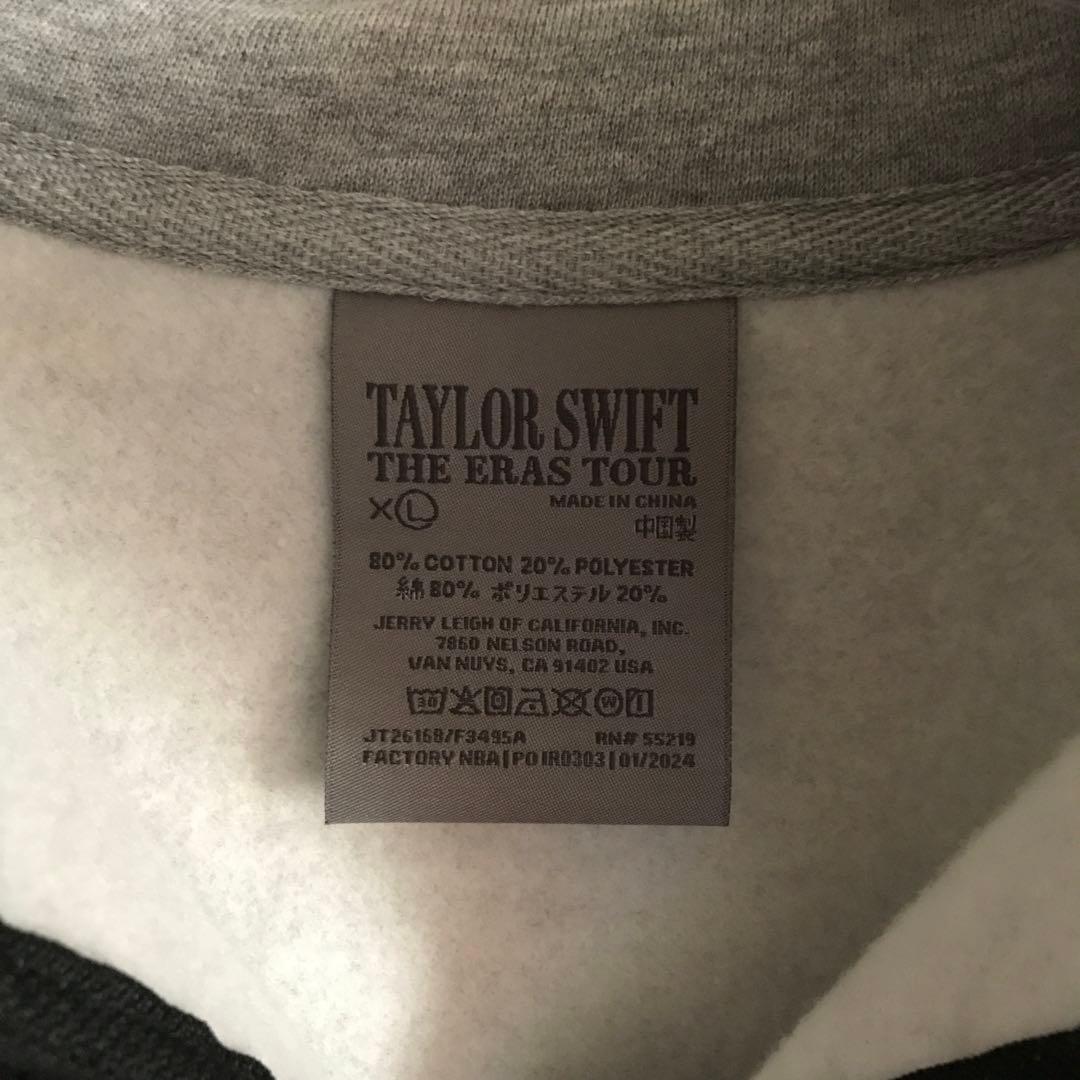 TAYLOR SWIFT
THE ERAS TOUR
XL
MADE IN CHINA
中国製
80% COTTON 20% POLYESTER
綿 80% ポリエステル 20%
JERRY LEIGH OF CALIFORNIA, INC.
7860 NELSON ROAD,
VAN NUYS, CA 91402 USA
30 W
JT26168/F3495A RN# 55219
FACTORY NBA | PO IR0303 | 01/2024